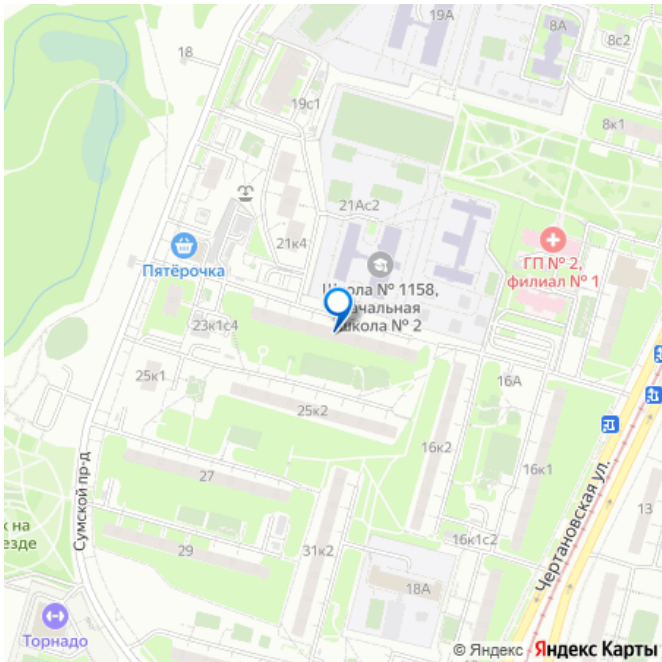 19А
8А
8с2
18
19с1
8к1
21Ас2
21к4
ГП № 2,
филиал № 1
Пятёрочка
Школа № 1158,
начальная
школа № 2
23к1с4
25к1
16А
25к2
16к2
16к1
27
Сумской пр-д
Чертановская ул.
13
к на
езде
29
31к2
16к1с2
18А
Торнадо
© Яндекс Яндекс Карты